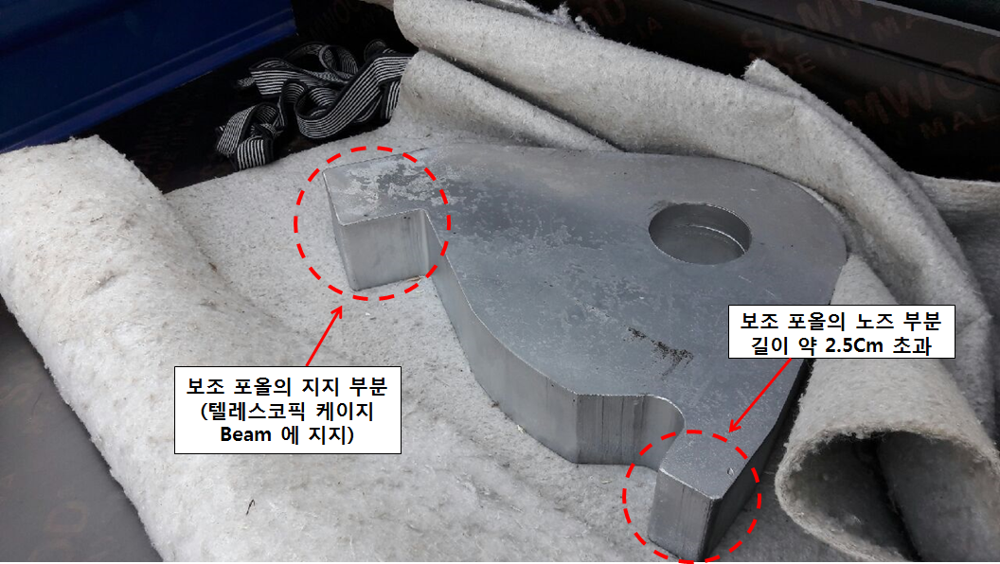 보조 포올의 지지 부분
(텔레스코픽 케이지
Beam 에 지지)
보조 포올의 노즈 부분
길이 약 2.5Cm 초과